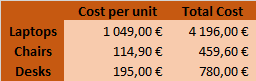 Cost per unit Total Cost
Laptops 1 049,00 € 4 196,00 €
Chairs 114,90 € 459,60 €
Desks 195,00 € 780,00 €